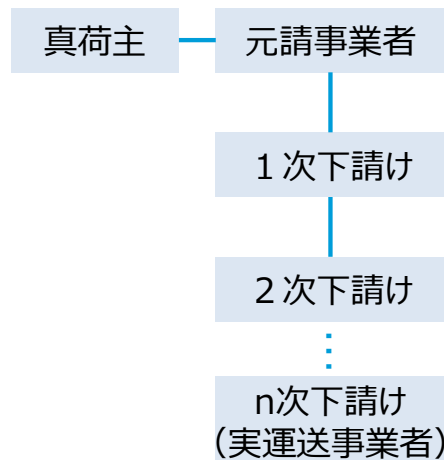 真荷主
元請事業者
１次下請け
２次下請け
n次下請け
（実運送事業者）